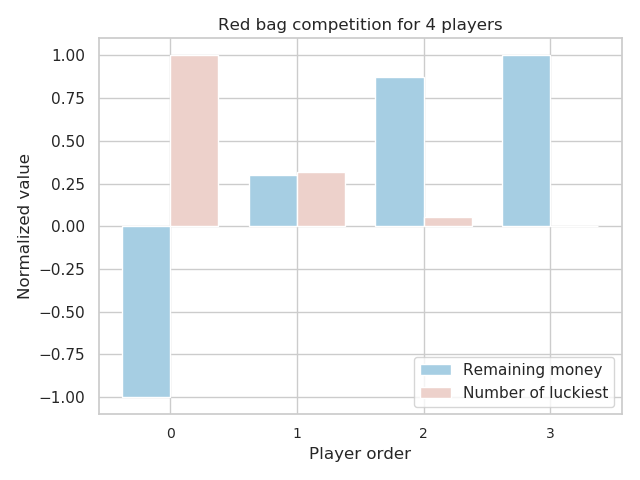 Red bag competition for 4 players
1.00
0.75
0.50
0.25
0.00
−0.25
−0.50
−0.75
−1.00
Normalized value
Remaining money
Number of luckiest
0 1 2 3
Player order